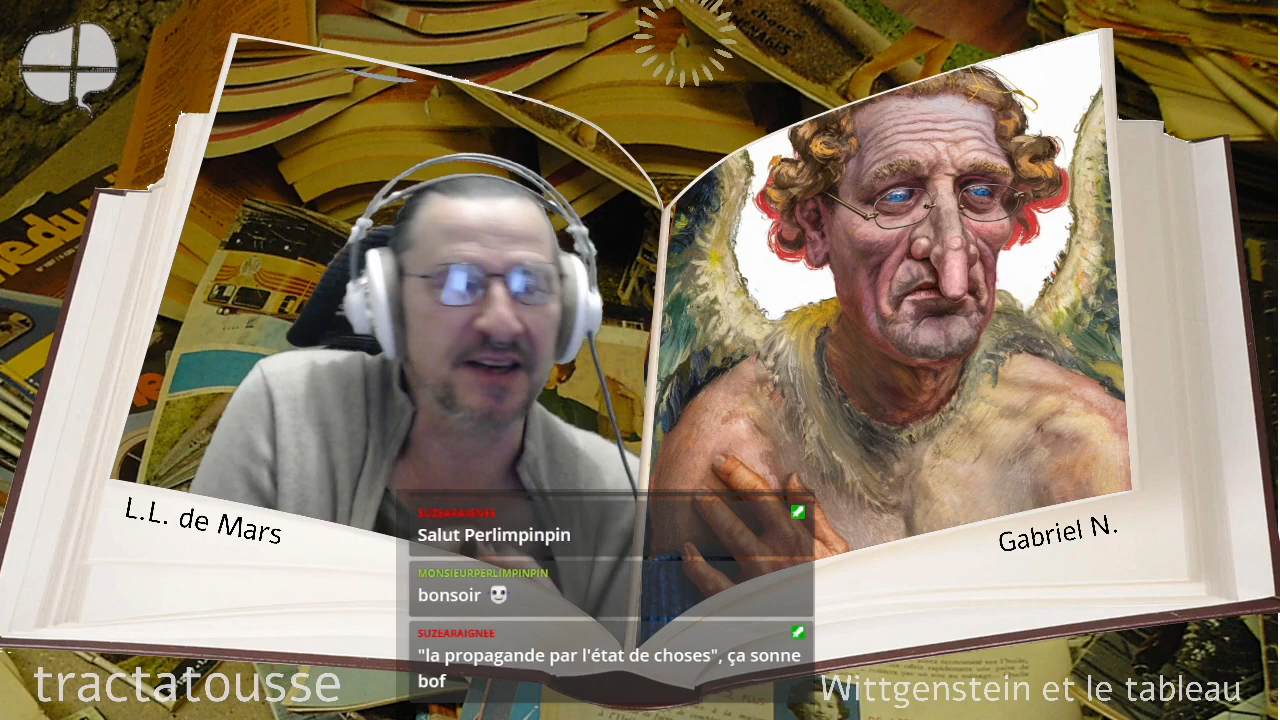 L.L. de Mars
Gabriel N.
SUZEARAIGNEE
Salut Perlimpinpin
MONSIEURPERLIMPINPIN
bonsoir
SUZEARAIGNEE
"la propagande par l'état de choses", ça sonne
bof
tractatousse
Wittgenstein et le tableau